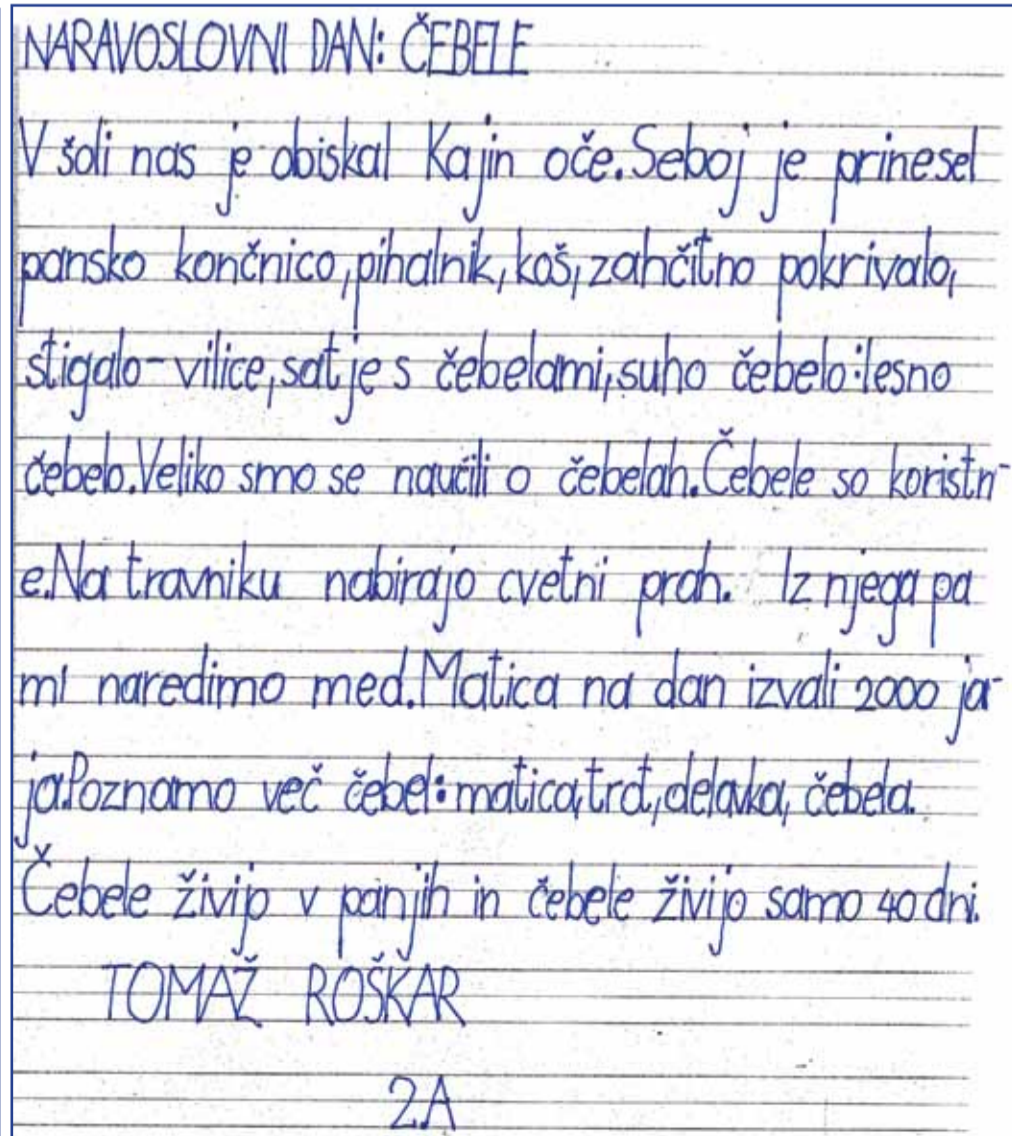 NARAVOSLOVNI DAN: ČEBELE
V šoli nas je obiskal Kajin oče. Seboj je prinesel
pansko končnico, pihalnik, koš, zahčitno pokrivalo,
štigalo-vilice, satje s čebelami, suho čebelo: lesno
čebelo. Veliko smo se naučili o čebelah. Čebele so koristn-
e. Na travniku nabirajo cvetni prah. Iz njega pa
mi naredimo med. Matica na dan izvali 2000 ja-
ja. Poznamo več čebel: matica, trot, delavka, čebela.
Čebele živijo v panjih in čebele živijo samo 40 dni.
TOMAŽ ROŠKAR
2.A